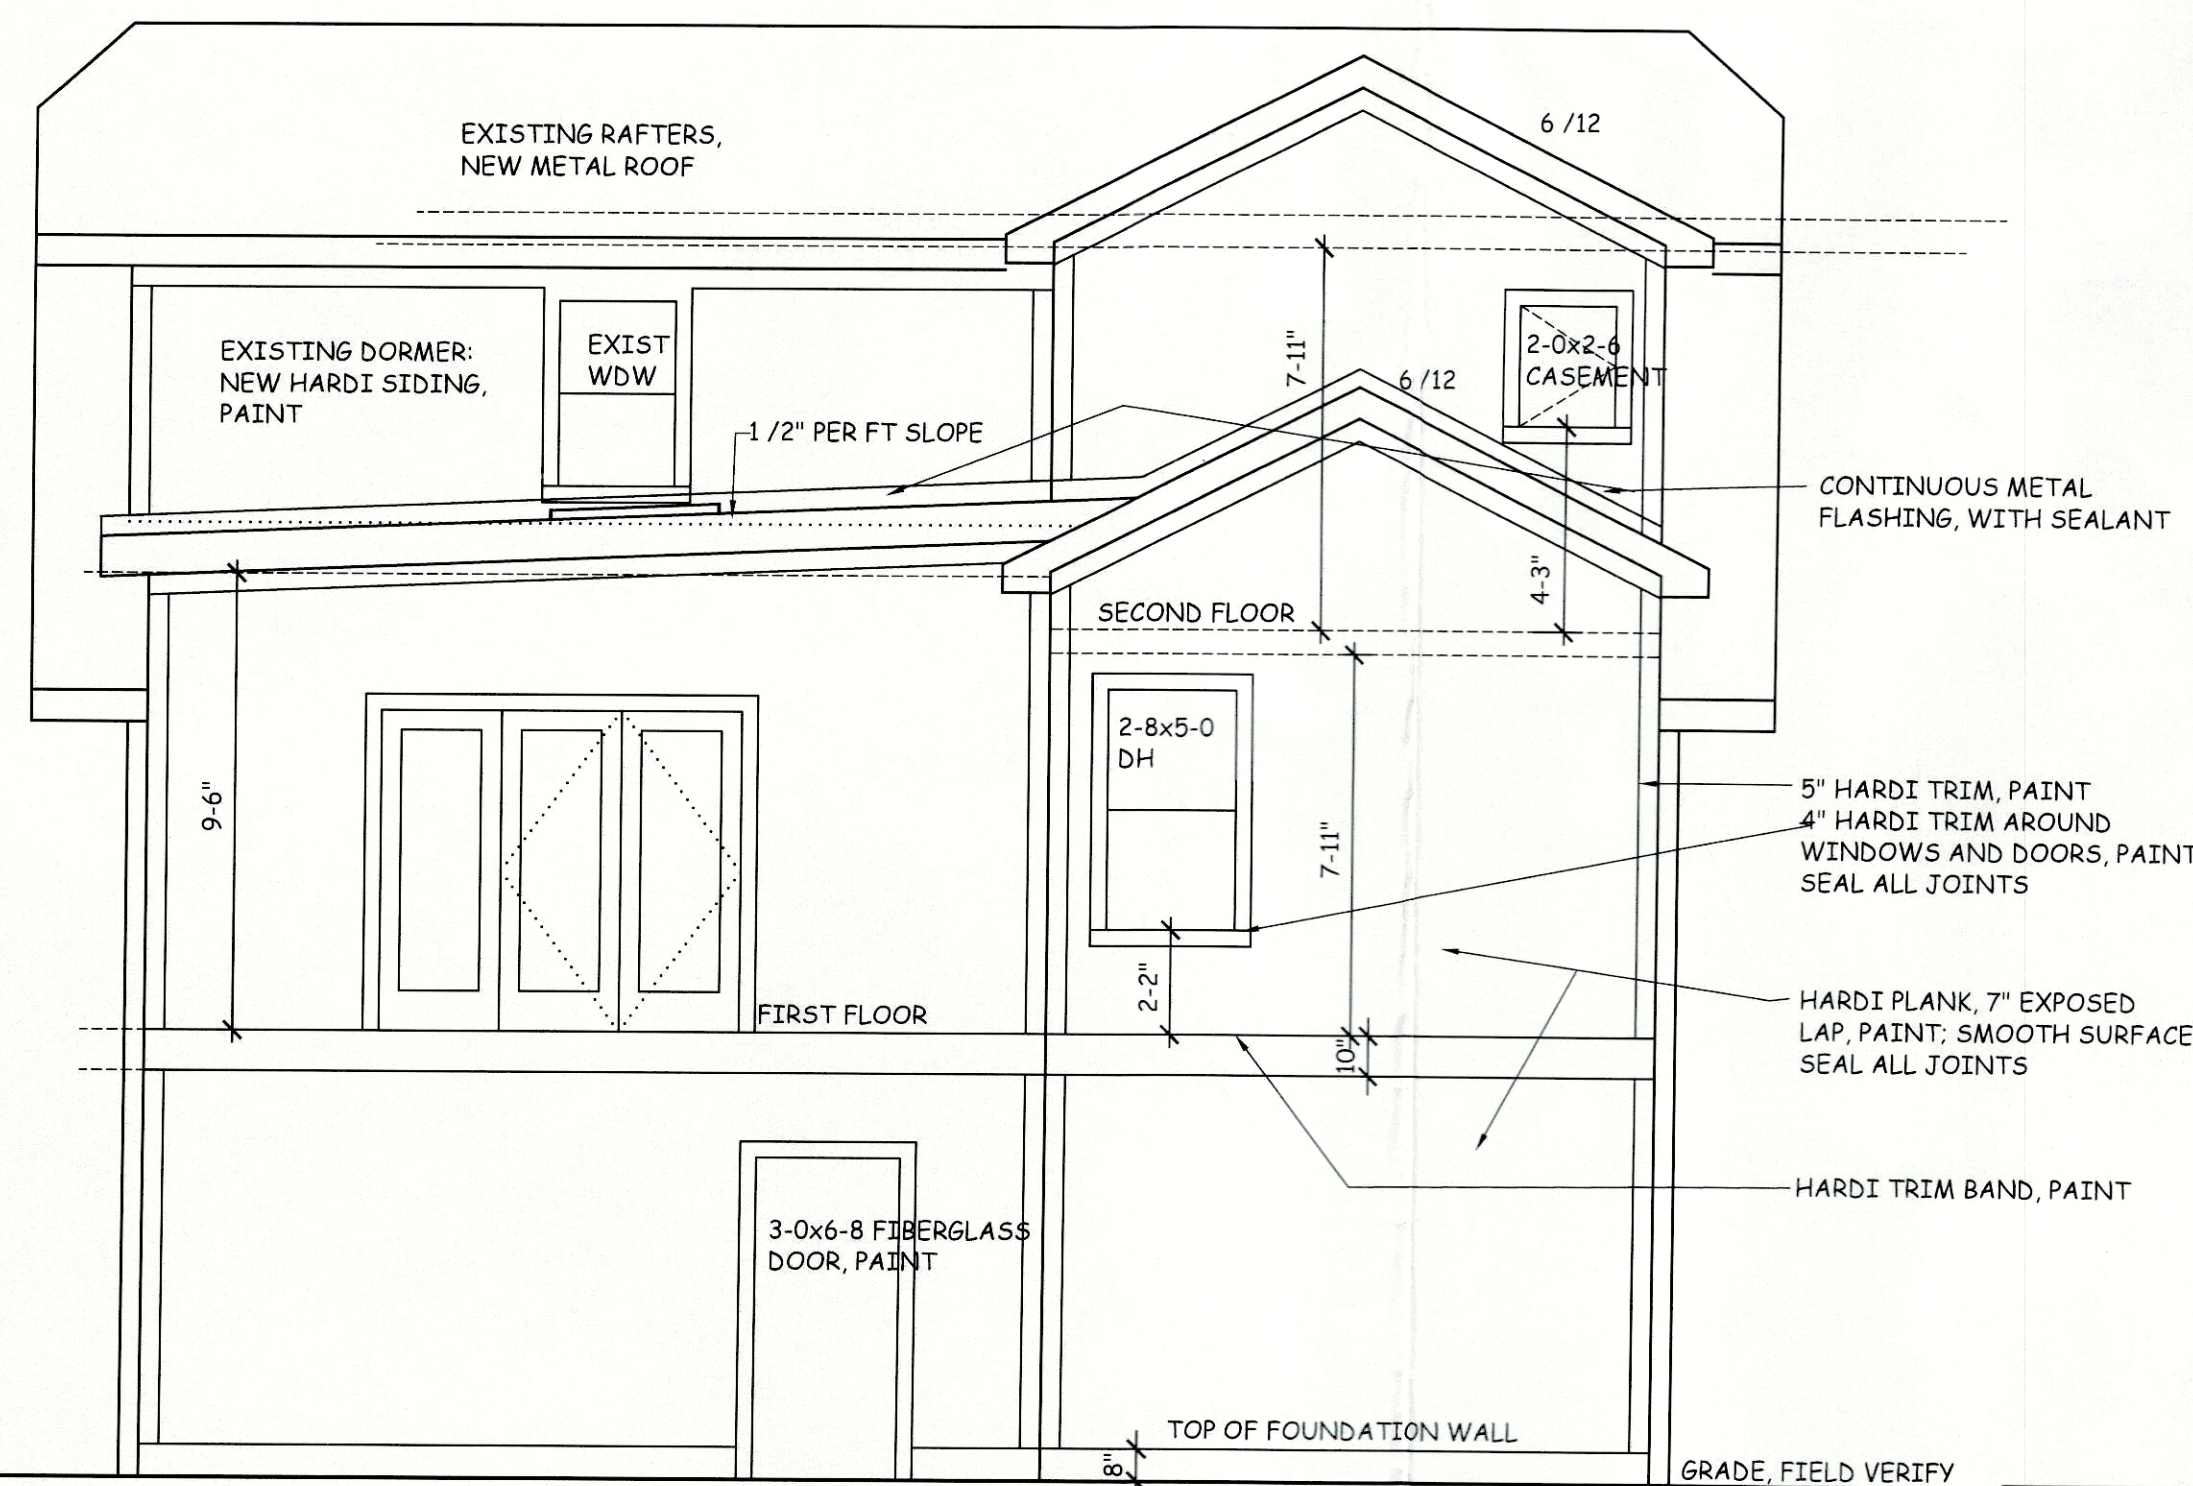 EXISTING RAFTERS,
NEW METAL ROOF
6 /12
EXISTING DORMER:
NEW HARDI SIDING,
PAINT
EXIST
WDW
1 /2" PER FT SLOPE
7-11"
6 /12
2-0x2-6
CASEMENT
CONTINUOUS METAL
FLASHING, WITH SEALANT
4-3"
SECOND FLOOR
9-6"
2-8x5-0
DH
7-11"
5" HARDI TRIM, PAINT
4" HARDI TRIM AROUND
WINDOWS AND DOORS, PAINT
SEAL ALL JOINTS
2-2"
FIRST FLOOR
10"
HARDI PLANK, 7" EXPOSED
LAP, PAINT; SMOOTH SURFACE
SEAL ALL JOINTS
HARDI TRIM BAND, PAINT
3-0x6-8 FIBERGLASS
DOOR, PAINT
TOP OF FOUNDATION WALL
8"
GRADE, FIELD VERIFY